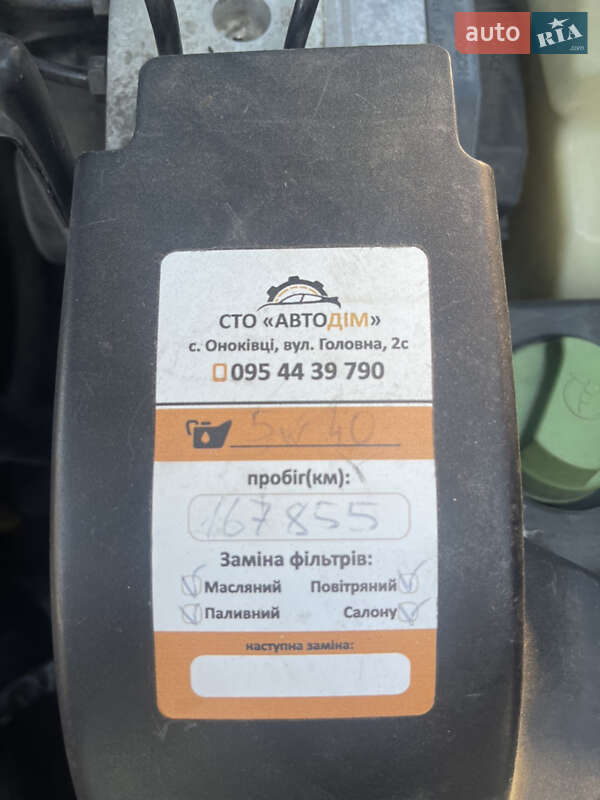 auto RIA .com
СТО «АВТОДІМ»
с. Оноківці, вул. Головна, 2с
095 44 39 790
5w40
пробіг(км):
167855
Заміна фільтрів:
Масляний Повітряний
Паливний Салону
наступна заміна: